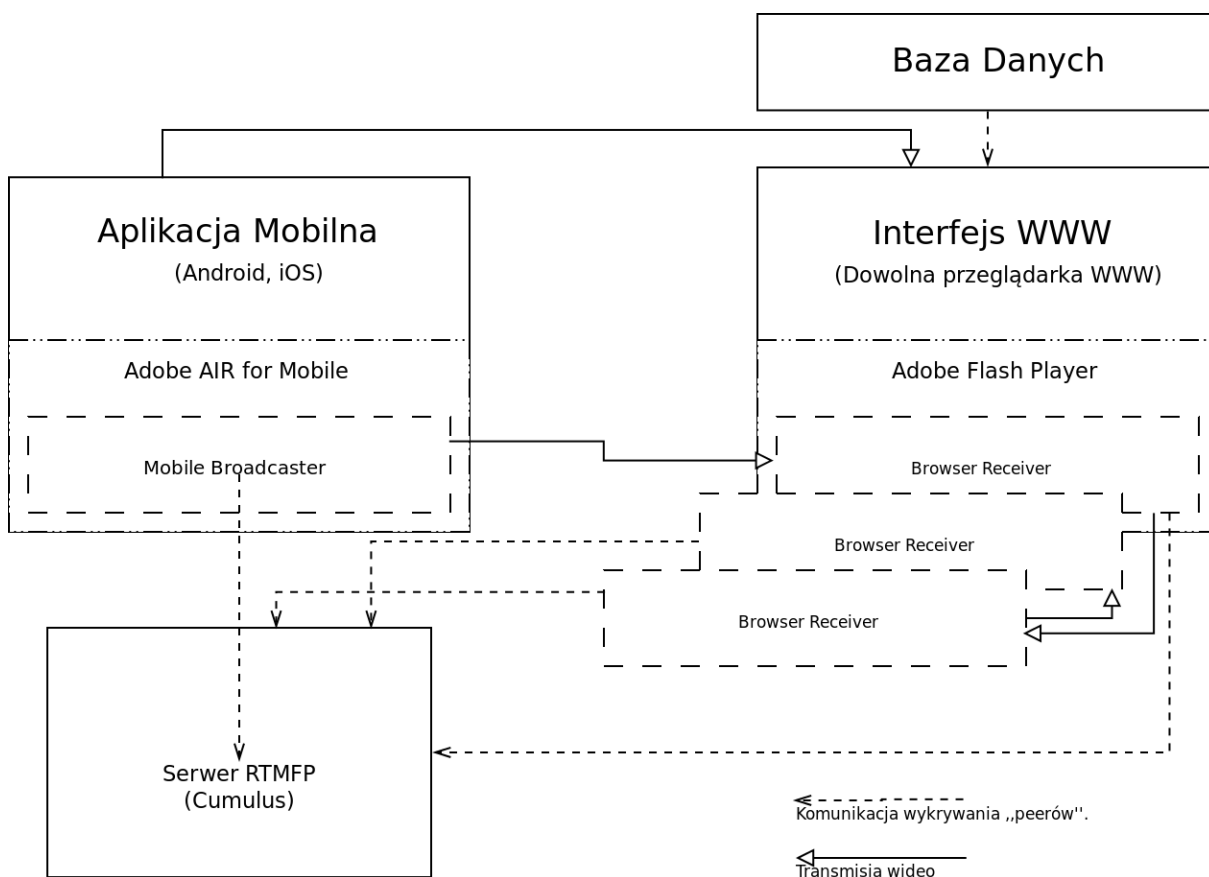 Baza Danych
Aplikacja Mobilna
(Android, iOS)
Interfejs WWW
(Dowolna przeglądarka WWW)
Adobe AIR for Mobile
Adobe Flash Player
Mobile Broadcaster
Browser Receiver
Browser Receiver
Browser Receiver
Serwer RTMFP
(Cumulus)
Komunikacja wykrywania ,,peerów''.
Transmisja wideo